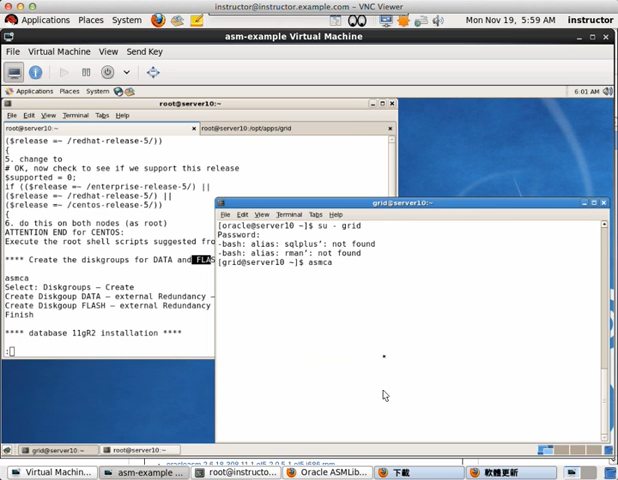 instructor@instructor.example.com - VNC Viewer
Applications Places System Mon Nov 19, 5:59 AM instructor
asm-example Virtual Machine
File Virtual Machine View Send Key
Applications Places System 6:01 AM
root@server10:~
File Edit View Terminal Tabs Help
root@server10:~ root@server10:/opt/apps/grid
($release =~ /redhat-release-5/))
5. change to
# OK, now check to see if we support this release
$supported = 0;
if (($release =~ /enterprise-release-5/) ||
($release =~ /redhat-release-5/) ||
($release =~ /centos-release-5/))
{
6. do this on both nodes (as root)
ATTENTION END for CENTOS:
Execute the root shell scripts suggested fro
**** Create the diskgroups for DATA and FLAS
asmca
Select: Diskgroups – Create
Create Diskgroup DATA – external Redundancy –
Create Diskgroup FLASH – external Redundancy
Finish
**** database 11gR2 installation ****
:
grid@server10:~
File Edit View Terminal Tabs Help
[oracle@server10 ~]$ su - grid
Password:
-bash: alias: sqlplus’: not found
-bash: alias: rman’: not found
[grid@server10 ~]$ asmca
grid@server10:~ root@server10:~
Virtual Machin... asm-example ... root@instructo... Oracle ASMLib... 下載 軟體更新